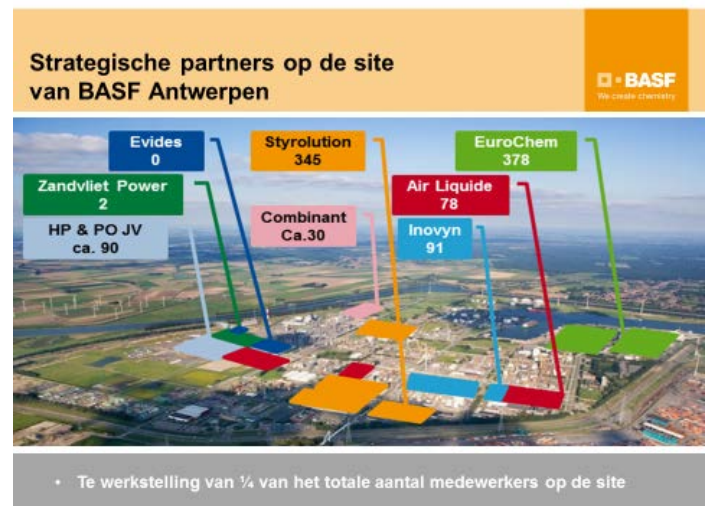 Strategische partners op de site
van BASF Antwerpen
BASF
We create chemistry
Evides
0
Styrolution
345
EuroChem
378
Zandvliet Power
2
Air Liquide
78
HP & PO JV
ca. 90
Combinant
Ca.30
Inovyn
91
• Te werkstelling van ¼ van het totale aantal medewerkers op de site